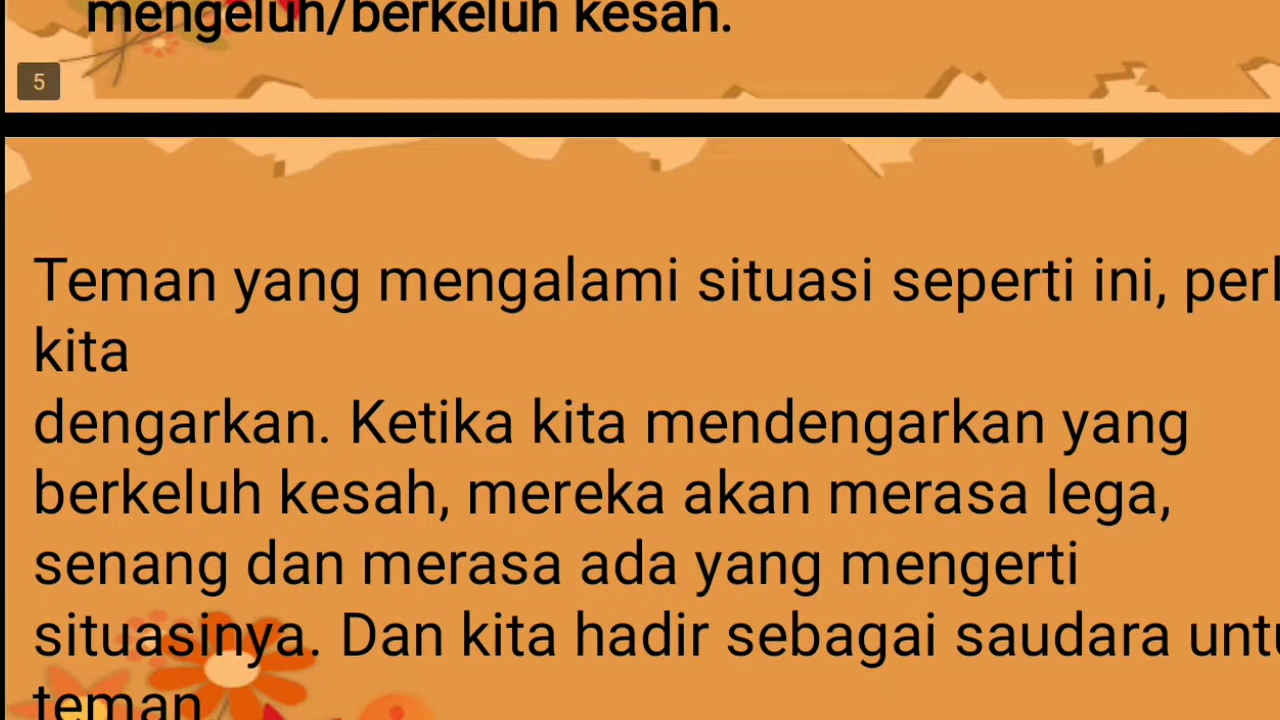 mengeluh/berkeluh kesah.
5
Teman yang mengalami situasi seperti ini,
kita
dengarkan. Ketika kita mendengarkan yang
berkeluh kesah, mereka akan merasa lega,
senang dan merasa ada yang mengerti
situasinya. Dan kita hadir sebagai saudara
teman